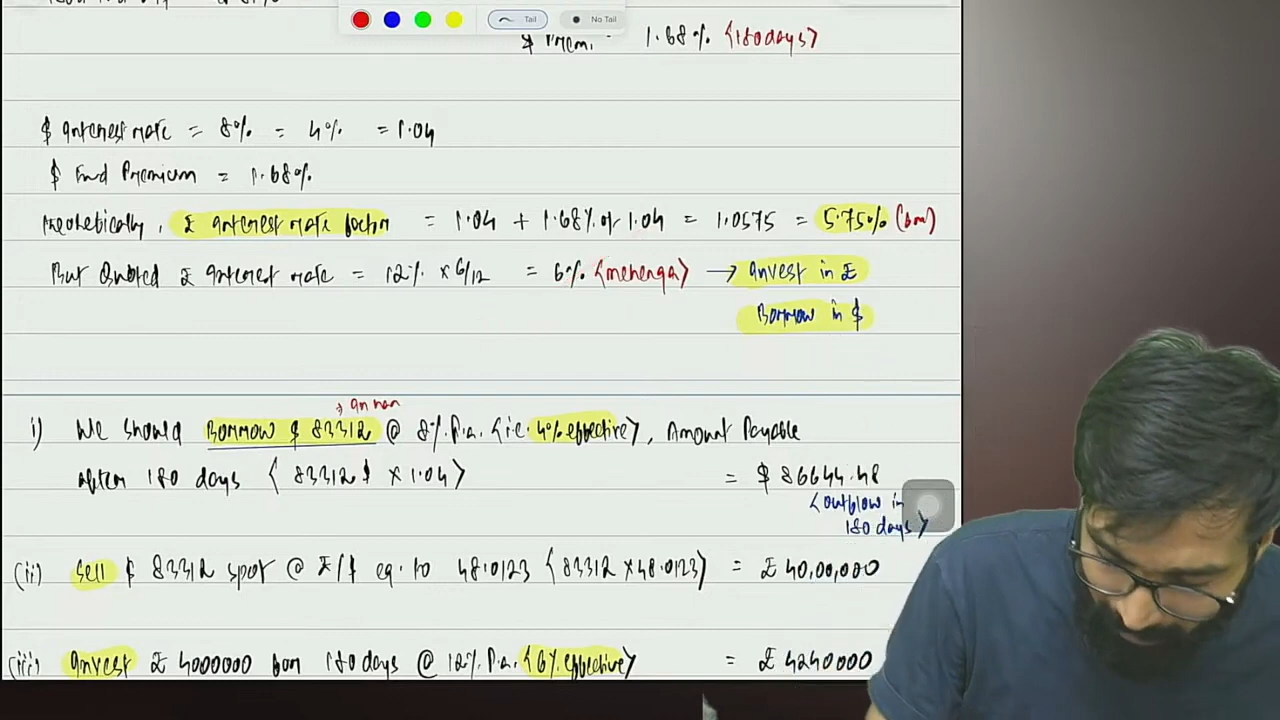 Tail No Tail
1.68% {180days}
$ Interest rate = 8% = 4% = 1.04
$ Fwd Premium = 1.68%
Theoretically, ₹ interest rate factor = 1.04 + 1.68% of 1.04 = 1.0575 = 5.75% (6m)
But Quoted ₹ interest rate = 12% × 6/12 = 6% {mehenga} → Invest in ₹
Borrow in $
i) We should Borrow $ 83312 @ 8% P.a. {i.e. 4% effective}, Amount Payable
after 180 days { 83312 $ × 1.04} = $ 86644.48
{outflow in
180 days}
(ii) Sell $ 83312 spot @ ₹/$ eq. to 48.0123 {83312 × 48.0123} = ₹ 40,00,000
(iii) Invest ₹ 4000000 for 180 days @ 12% P.a. {6% effective} = ₹ 4240000